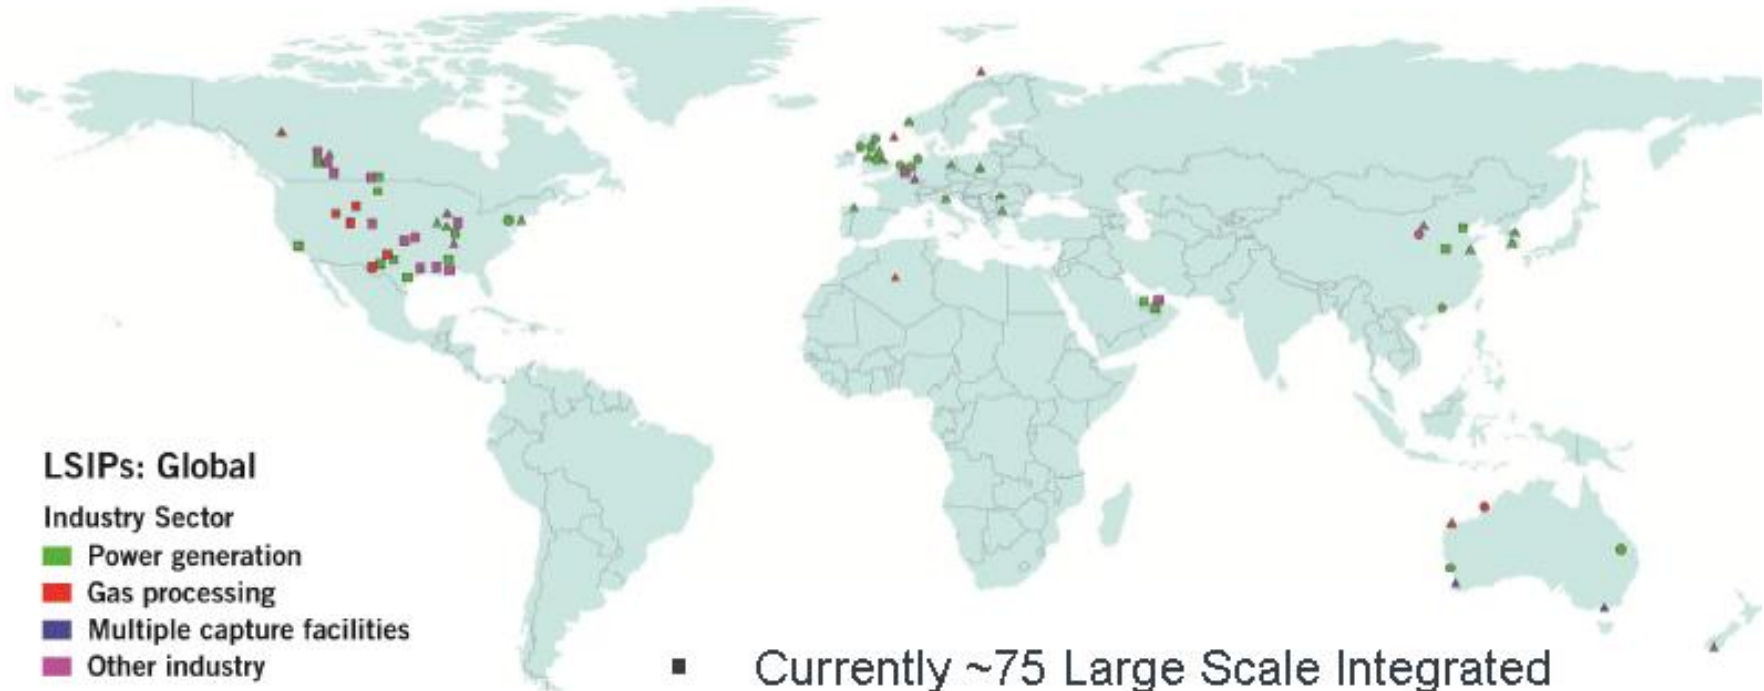 LSIPs: Global
Industry Sector
Power generation
Gas processing
Multiple capture facilities
Other industry
Currently ~75 Large Scale Integrated